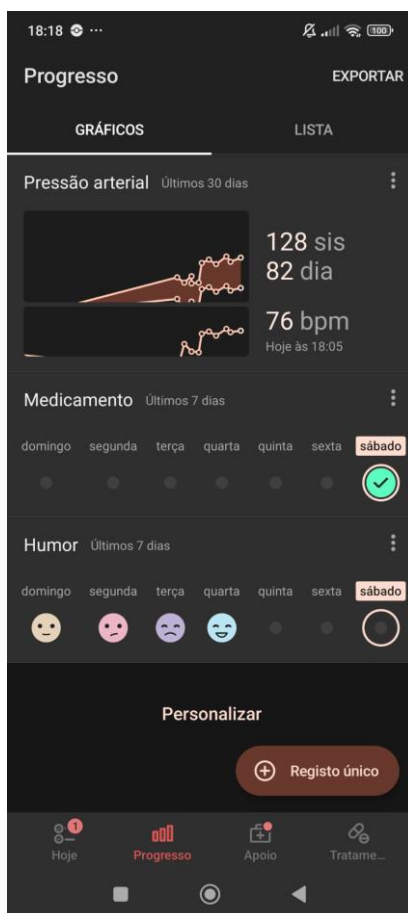 18:18 ... 100
Progresso EXPORTAR
GRÁFICOS LISTA
Pressão arterial Últimos 30 dias
128 sis
82 dia
76 bpm
Hoje às 18:05
Medicamento Últimos 7 dias
domingo segunda terça quarta quinta sexta sábado
Humor Últimos 7 dias
domingo segunda terça quarta quinta sexta sábado
Personalizar
Registo único
1
Hoje Progresso Apoio Tratame...